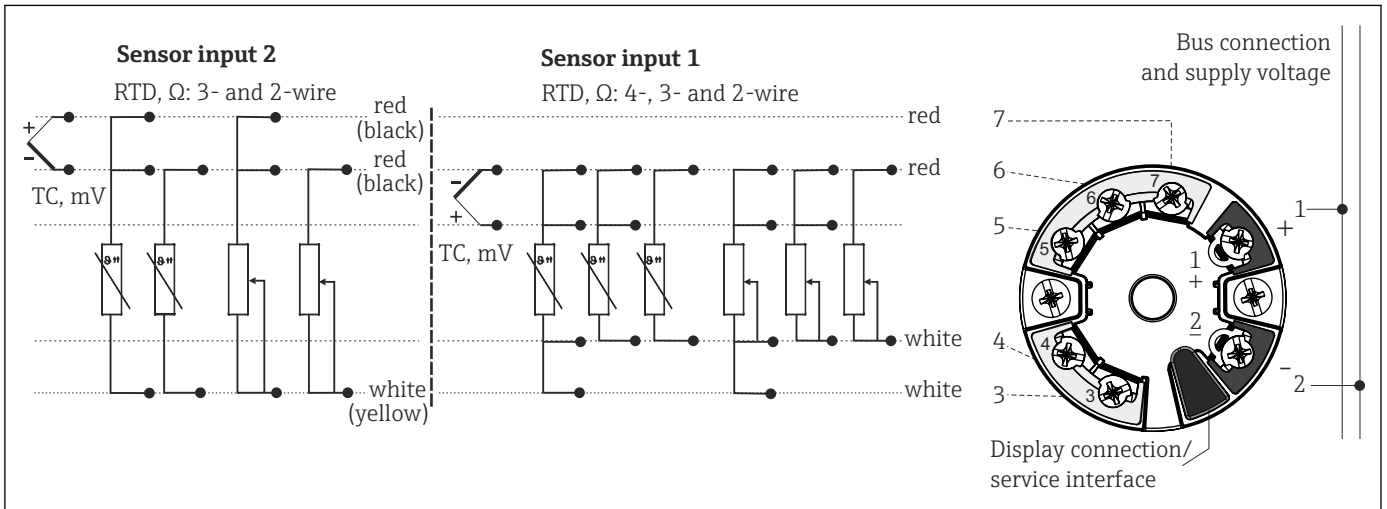 Sensor input 2
RTD, Ω: 3- and 2-wire
red
(black)
red
(black)
+
-
TC, mV
ϑ
ϑ
white
(yellow)
Sensor input 1
RTD, Ω: 4-, 3- and 2-wire
red
red
-
+
TC, mV
ϑ
ϑ
ϑ
white
white
7
6
5
4
3
7
6
5
4
3
1
+
2
-
Bus connection
and supply voltage
1
+
-
2
Display connection/
service interface